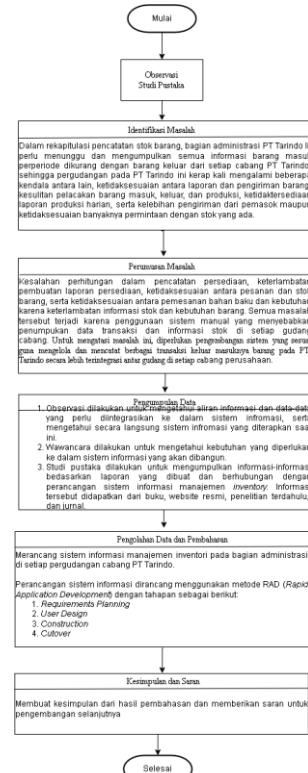 Mulai
Observasi
Studi Pustaka
Identifikasi Masalah
Dalam rekapitulasi pencatatan stok barang, bagian administrasi PT Tarindo II
perlu menunggu dan mengumpulkan semua informasi barang masuk
perperiode dikurang dengan barang keluar dari setiap cabang PT Tarindo,
sehingga pergudangan pada PT Tarindo ini kerap kali mengalami beberapa
kendala antara lain, ketidaksesuaian antara laporan dan pengiriman barang,
kesulitan pelacakan barang masuk, keluar, dan produksi, ketidaktersediaan
laporan produksi harian, serta kelebihan pengiriman dari pemasok maupun
ketidaksesuaian banyaknya permintaan dengan stok yang ada.
Perumusan Masalah
Kesalahan perhitungan dalam pencatatan persediaan, keterlambatan
pembuatan laporan persediaan, ketidaksesuaian antara pesanan dan stok
barang, serta ketidaksesuaian antara pemesanan bahan baku dan kebutuhan
karena keterlambatan informasi stok dan kebutuhan barang. Semua masalah
tersebut terjadi karena penggunaan sistem manual yang menyebabkan
penumpukan data transaksi dan informasi stok di setiap gudang
cabang. Untuk mengatasi masalah ini, diperlukan pengembangan sistem yang
guna mengelola dan mencatat berbagai transaksi keluar masuknya barang pada PT
Tarindo secara lebih terintegrasi antar gudang di setiap cabang perusahaan.
Pengumpulan Data
1. Observasi dilakukan untuk mengetahui aliran informasi dan data-data
yang perlu diintegrasikan ke dalam sistem infromasi, serta
mengetahui secara langsung sistem infromasi yang diterapkan saat
ini.
2. Wawancara dilakukan untuk mengetahui kebutuhan yang diperlukan
ke dalam sistem informasi yang akan dibangun.
3. Studi pustaka dilakukan untuk mengumpulkan informasi-informasi
bedasarkan laporan yang dibuat dan berhubungan dengan
perancangan sistem informasi manajemen inventory. Informasi
tersebut didapatkan dari buku, website resmi, penelitian terdahulu,
dan jurnal.
Pengolahan Data dan Pembahasan
Merancang sistem informasi manajemen inventori pada bagian administrasi
di setiap pergudangan cabang PT Tarindo.
Perancangan sistem informasi dirancang menggunakan metode RAD (Rapid
Application Development) dengan tahapan sebagai berikut:
1. Requirements Planning
2. User Design
3. Construction
4. Cutover
Kesimpulan dan Saran
Membuat kesimpulan dari hasil pembahasan dan memberikan saran untuk
pengembangan selanjutnya
Selesai